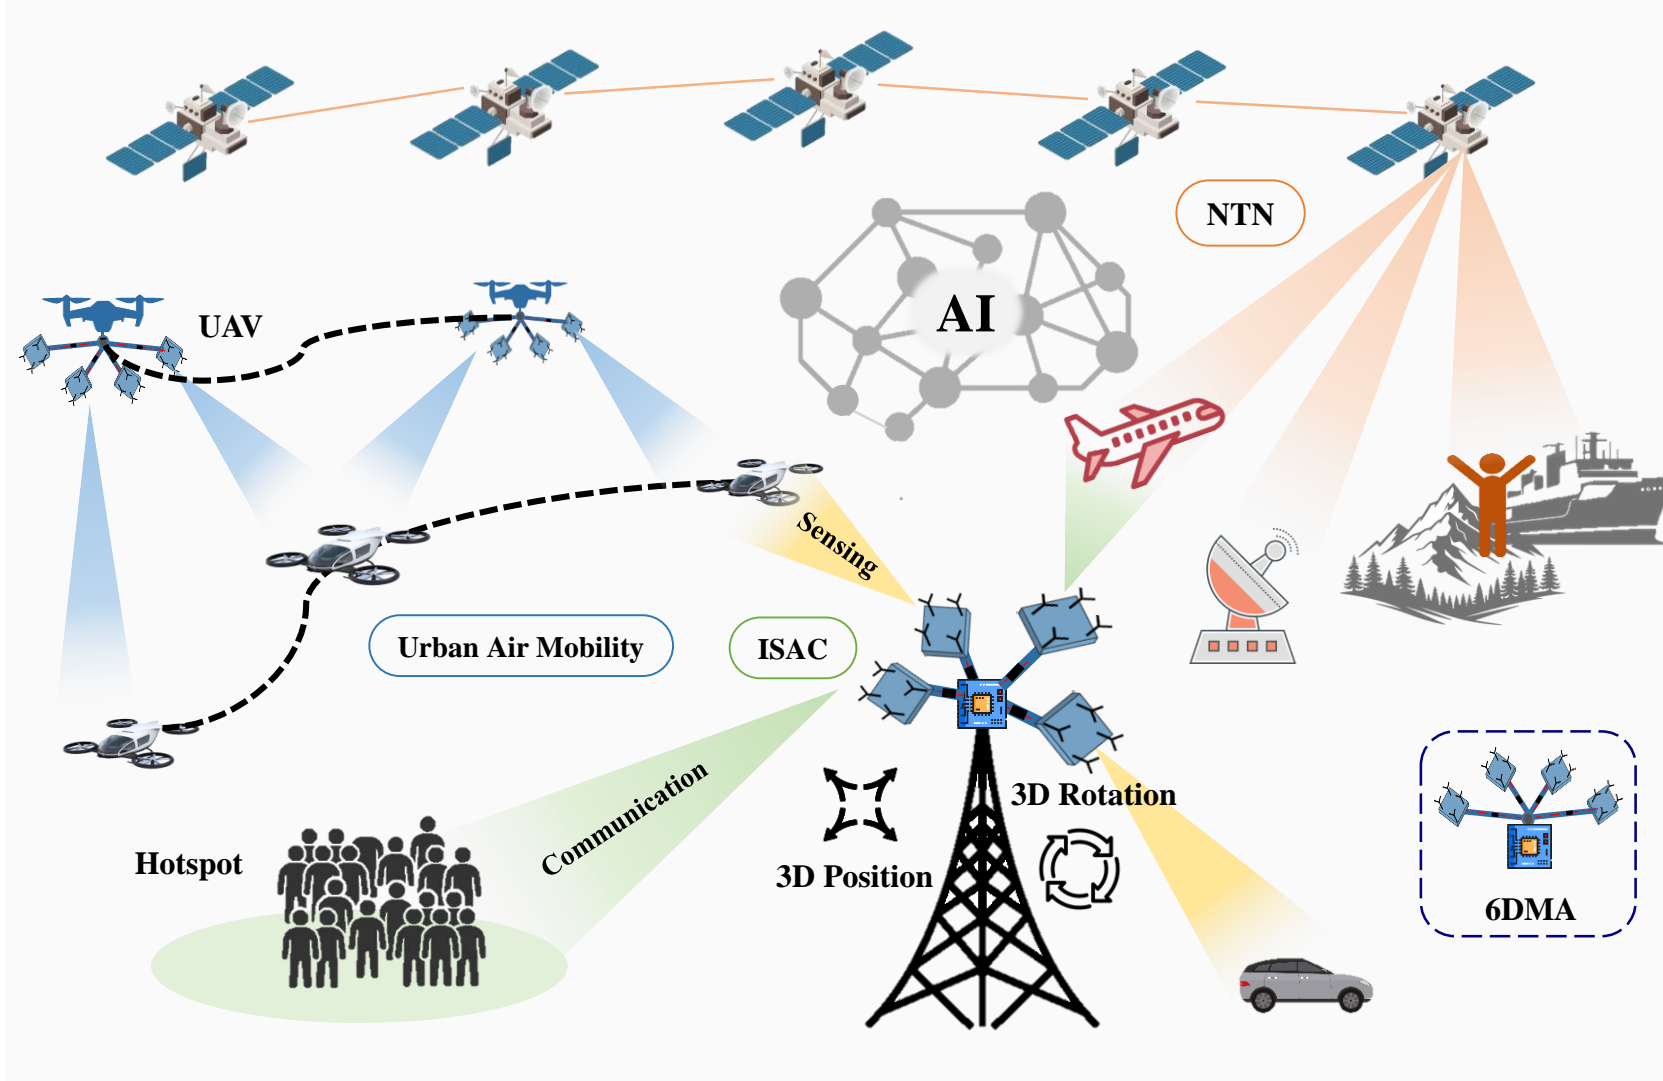 NTN
UAV
AI
Sensing
Urban Air Mobility
ISAC
Communication
3D Rotation
3D Position
Hotspot
6DMA